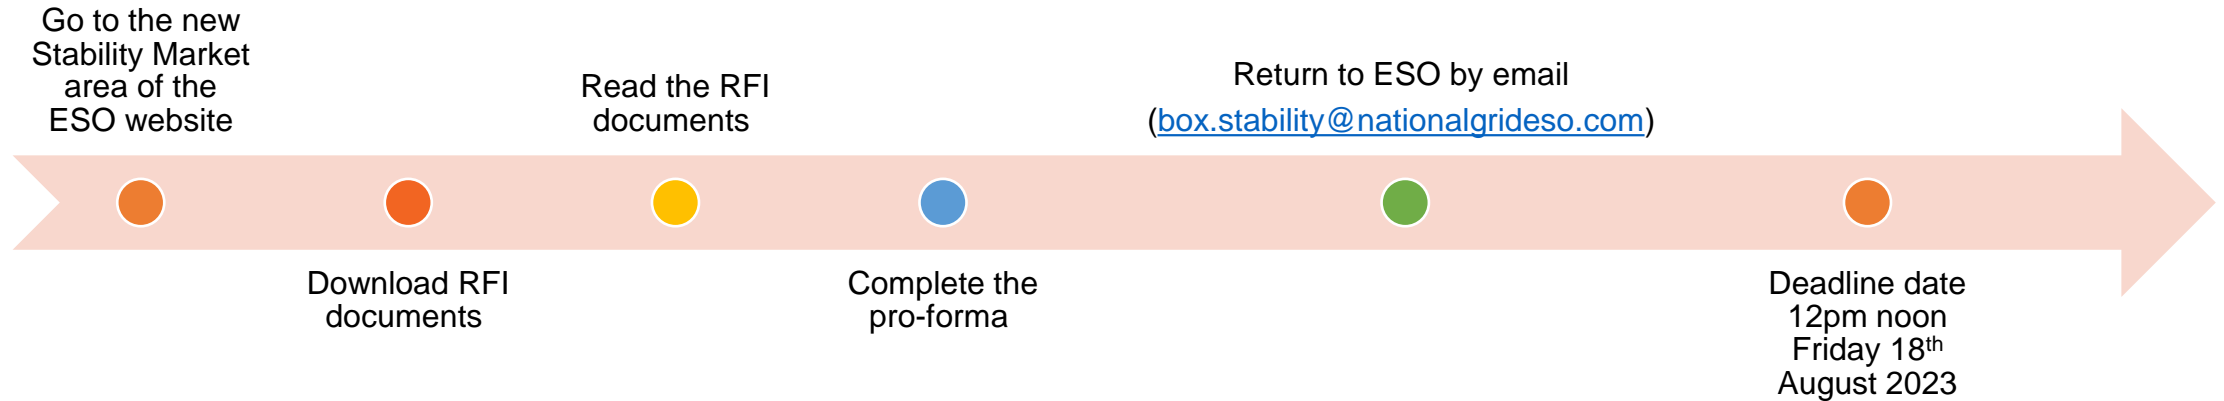 Go to the new
Stability Market
area of the
ESO website
Download RFI
documents
Read the RFI
documents
Complete the
pro-forma
Return to ESO by email
(box.stability@nationalgrideso.com)
Deadline date
12pm noon
Friday 18th
August 2023